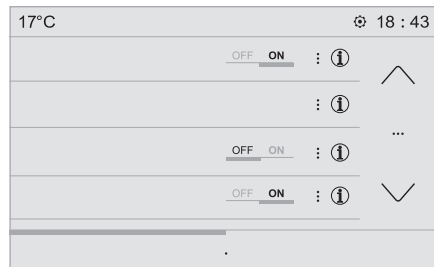 17°C 18 : 43
OFF ON : i
: i
...
OFF ON : i
OFF ON : i
.